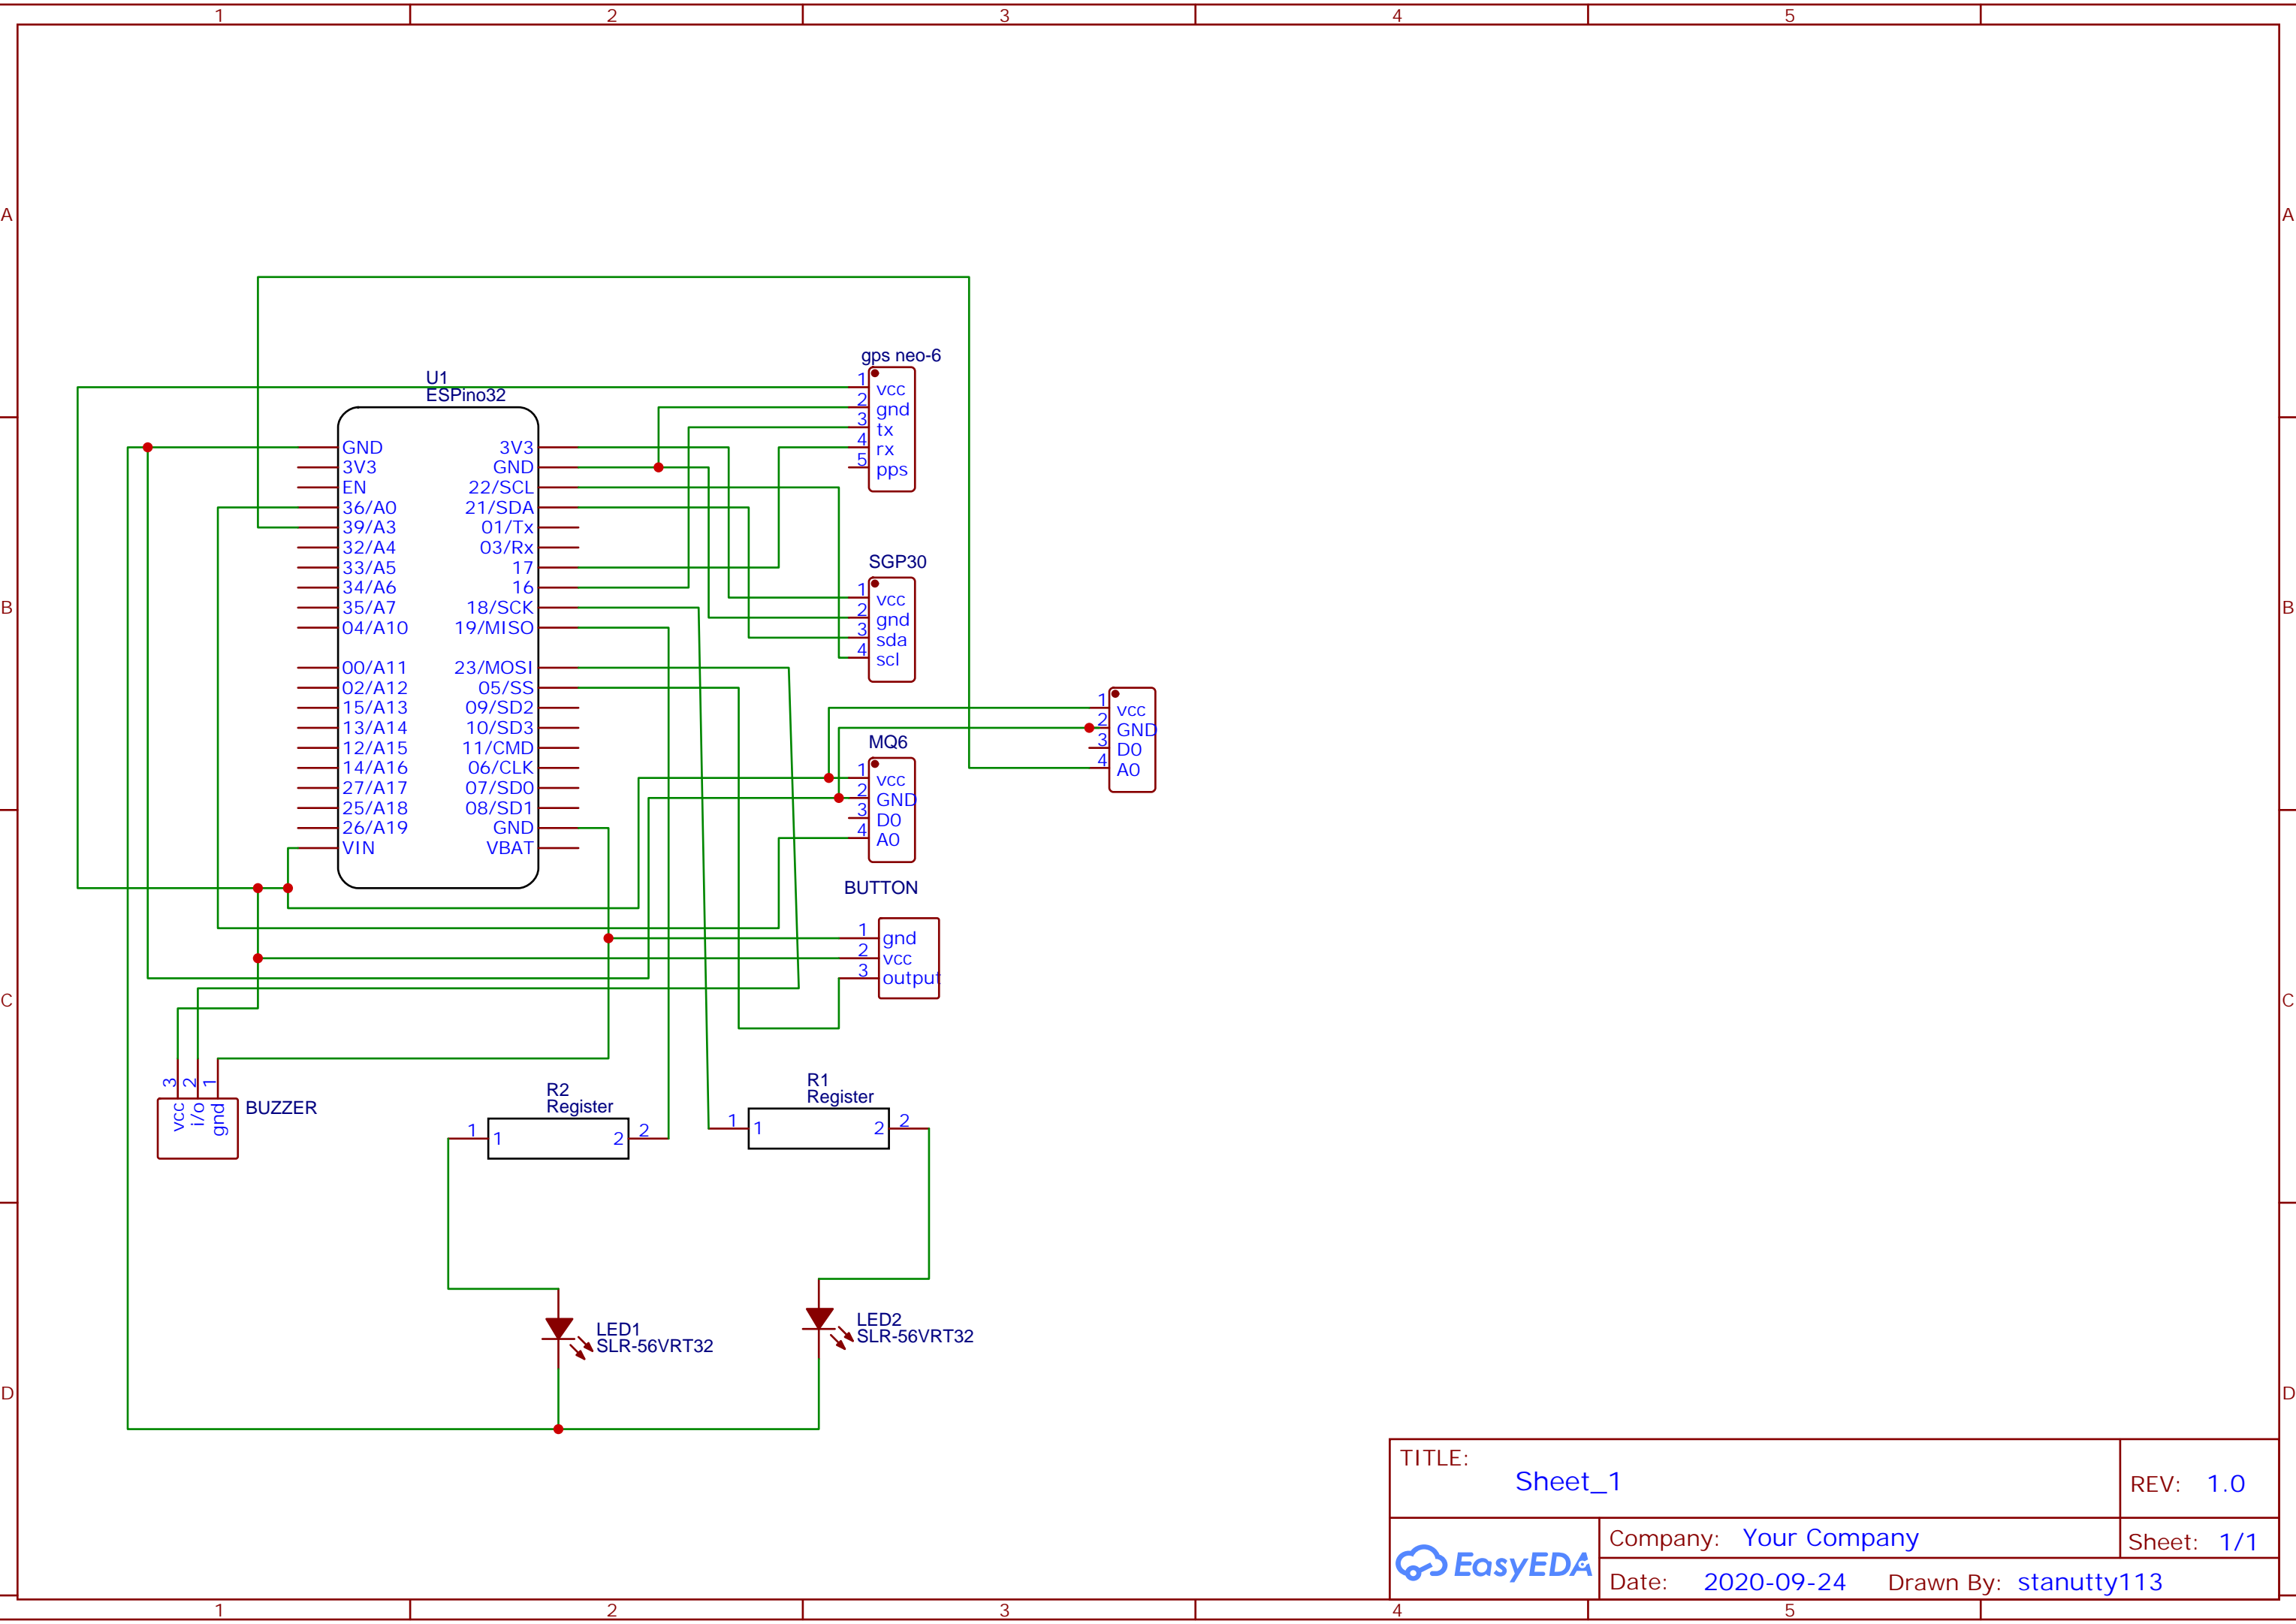 1 2 3 4 5
A A
gps neo-6
U1
ESPino32
1 vcc
2 gnd
3 tx
4 rx
5 pps
GND 3V3
3V3 GND
EN 22/SCL
36/A0 21/SDA
39/A3 01/Tx
32/A4 03/Rx
33/A5 17
34/A6 16
35/A7 18/SCK
04/A10 19/MISO
00/A11 23/MOSI
02/A12 05/SS
15/A13 09/SD2
13/A14 10/SD3
12/A15 11/CMD
14/A16 06/CLK
27/A17 07/SD0
25/A18 08/SD1
26/A19 GND
VIN VBAT
SGP30
1 vcc
2 gnd
3 sda
4 scl
B B
1 vcc
2 GND
3 D0
4 A0
MQ6
1 vcc
2 GND
3 D0
4 A0
BUTTON
1 gnd
2 vcc
3 output
C C
3 2 1
vcc i/o gnd
BUZZER
R2
Register
1 1 2 2
R1
Register
1 1 2 2
LED1
SLR-56VRT32
LED2
SLR-56VRT32
D D
TITLE:
Sheet_1
REV: 1.0
EasyEDA
Company: Your Company
Sheet: 1/1
Date: 2020-09-24 Drawn By: stanutty113
1 2 3 4 5